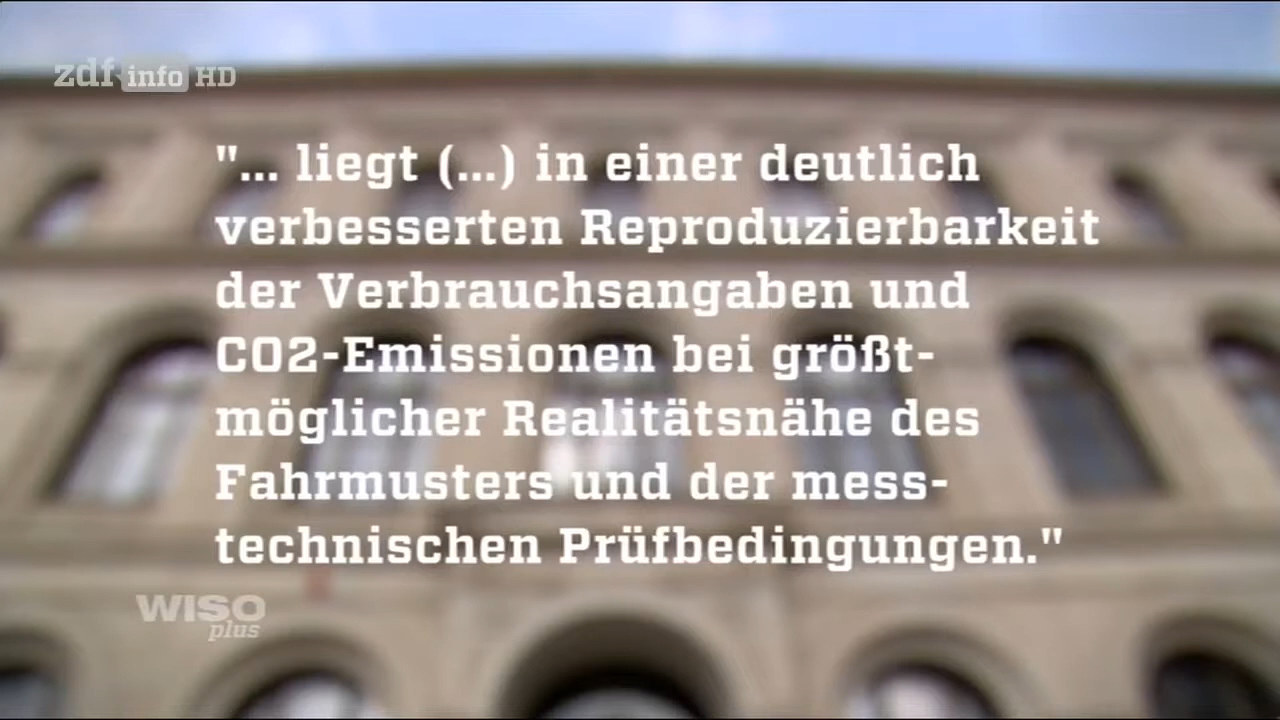 zdf info HD
"... liegt (...) in einer deutlich
verbesserten Reproduzierbarkeit
der Verbrauchsangaben und
CO2-Emissionen bei größt-
möglicher Realitätsnähe des
Fahrmusters und der mess-
technischen Prüfbedingungen."
WISO
plus